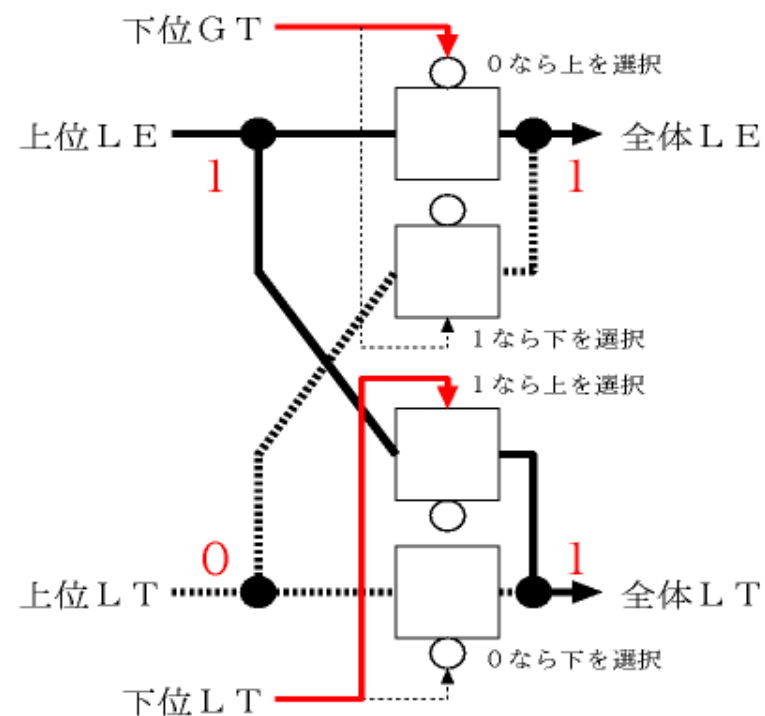 下位ＧＴ
０なら上を選択
上位ＬＥ
全体ＬＥ
1
1
１なら下を選択
１なら上を選択
0
1
上位ＬＴ
全体ＬＴ
０なら下を選択
下位ＬＴ